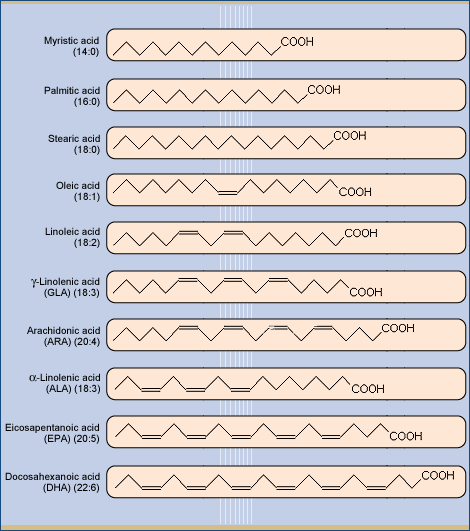 Myristic acid
(14:0)
COOH
Palmitic acid
(16:0)
COOH
Stearic acid
(18:0)
COOH
Oleic acid
(18:1)
COOH
Linoleic acid
(18:2)
COOH
γ-Linolenic acid
(GLA) (18:3)
COOH
Arachidonic acid
(ARA) (20:4)
COOH
α-Linolenic acid
(ALA) (18:3)
COOH
Eicosapentanoic acid
(EPA) (20:5)
COOH
Docosahexanoic acid
(DHA) (22:6)
COOH